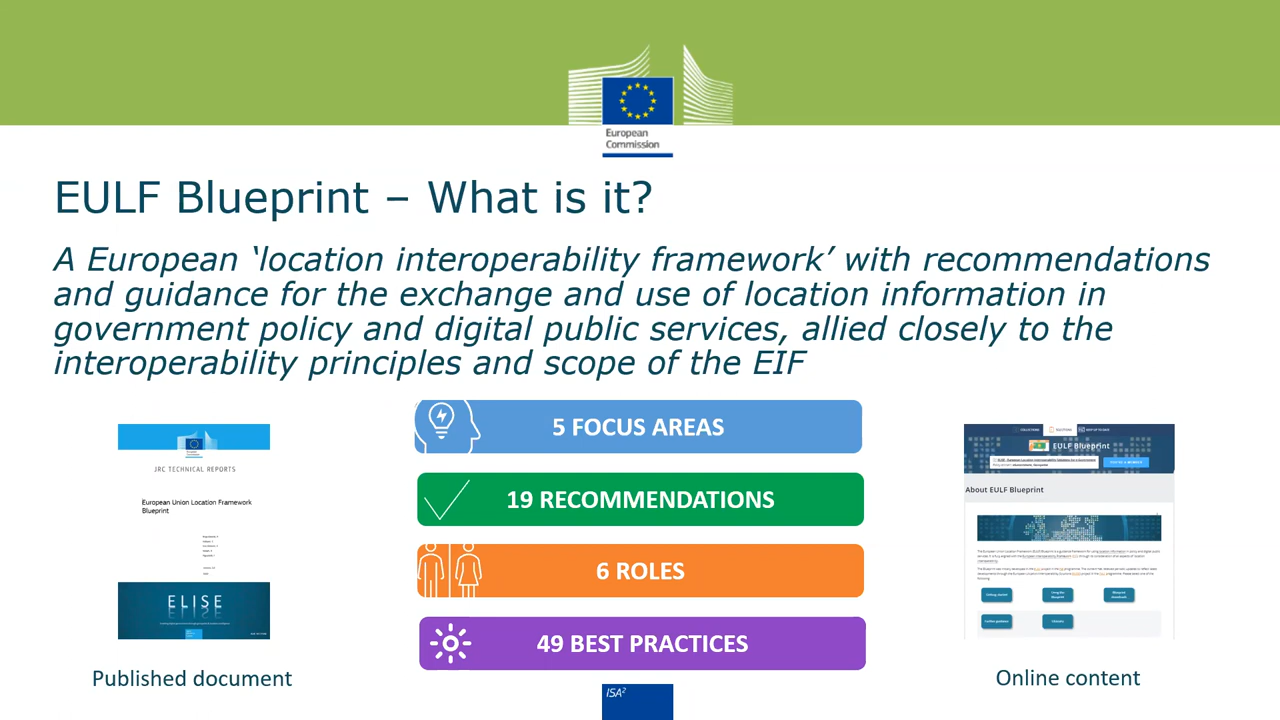 European
Commission
EULF Blueprint – What is it?
A European ‘location interoperability framework’ with recommendations
and guidance for the exchange and use of location information in
government policy and digital public services, allied closely to the
interoperability principles and scope of the EIF
JRC TECHNICAL REPORTS
European Union Location Framework
Blueprint
ELISE
Published document
5 FOCUS AREAS
19 RECOMMENDATIONS
6 ROLES
49 BEST PRACTICES
EULF Blueprint
About EULF Blueprint
Online content
ISA²